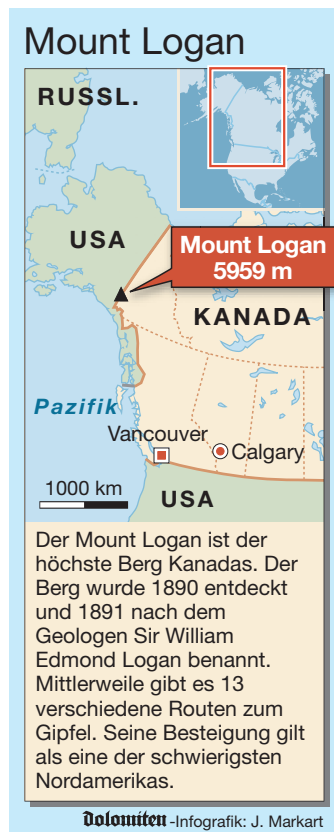 Mount Logan
RUSSL.
USA
Mount Logan
5959 m
KANADA
Pazifik
Vancouver
Calgary
1000 km
USA
Der Mount Logan ist der
höchste Berg Kanadas. Der
Berg wurde 1890 entdeckt
und 1891 nach dem
Geologen Sir William
Edmond Logan benannt.
Mittlerweile gibt es 13
verschiedene Routen zum
Gipfel. Seine Besteigung gilt
als eine der schwierigsten
Nordamerikas.
Dolomiten-Infografik: J. Markart